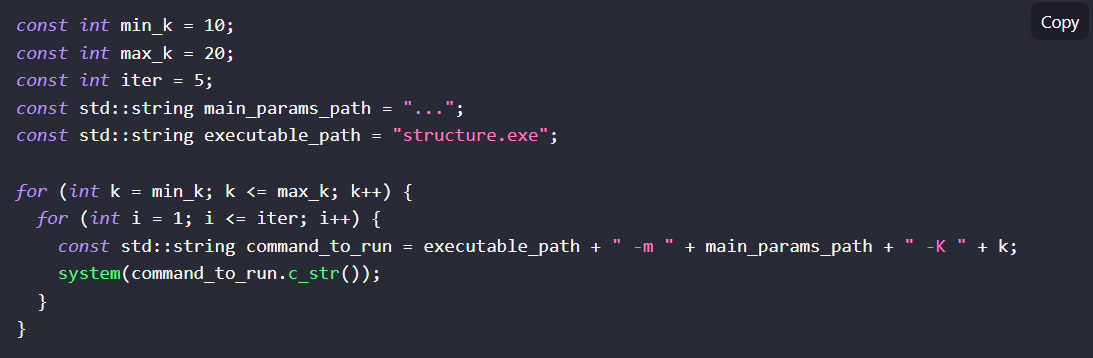 Copy
const int min_k = 10;
const int max_k = 20;
const int iter = 5;
const std::string main_params_path = "...";
const std::string executable_path = "structure.exe";

for (int k = min_k; k <= max_k; k++) {
  for (int i = 1; i <= iter; i++) {
    const std::string command_to_run = executable_path + " -m " + main_params_path + " -K " + k;
    system(command_to_run.c_str());
  }
}